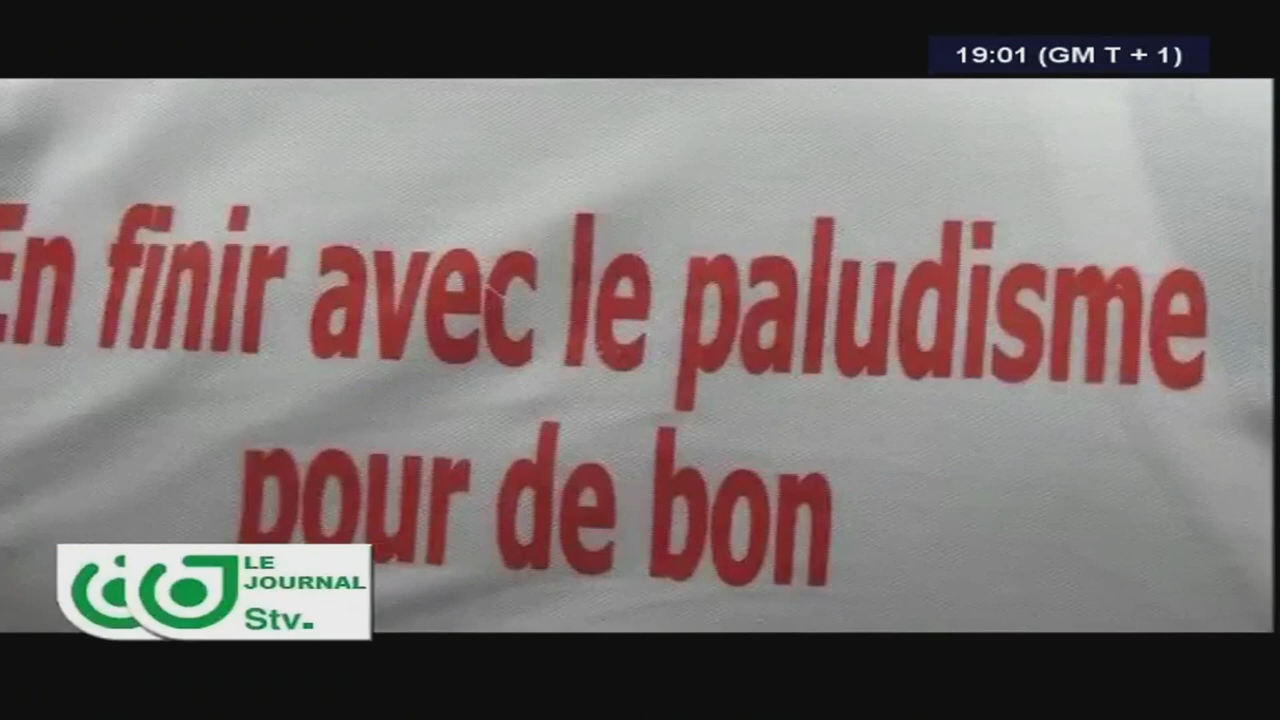 19:01 (GM T + 1)
En finir avec le paludisme
pour de bon
LE
JOURNAL
Stv.